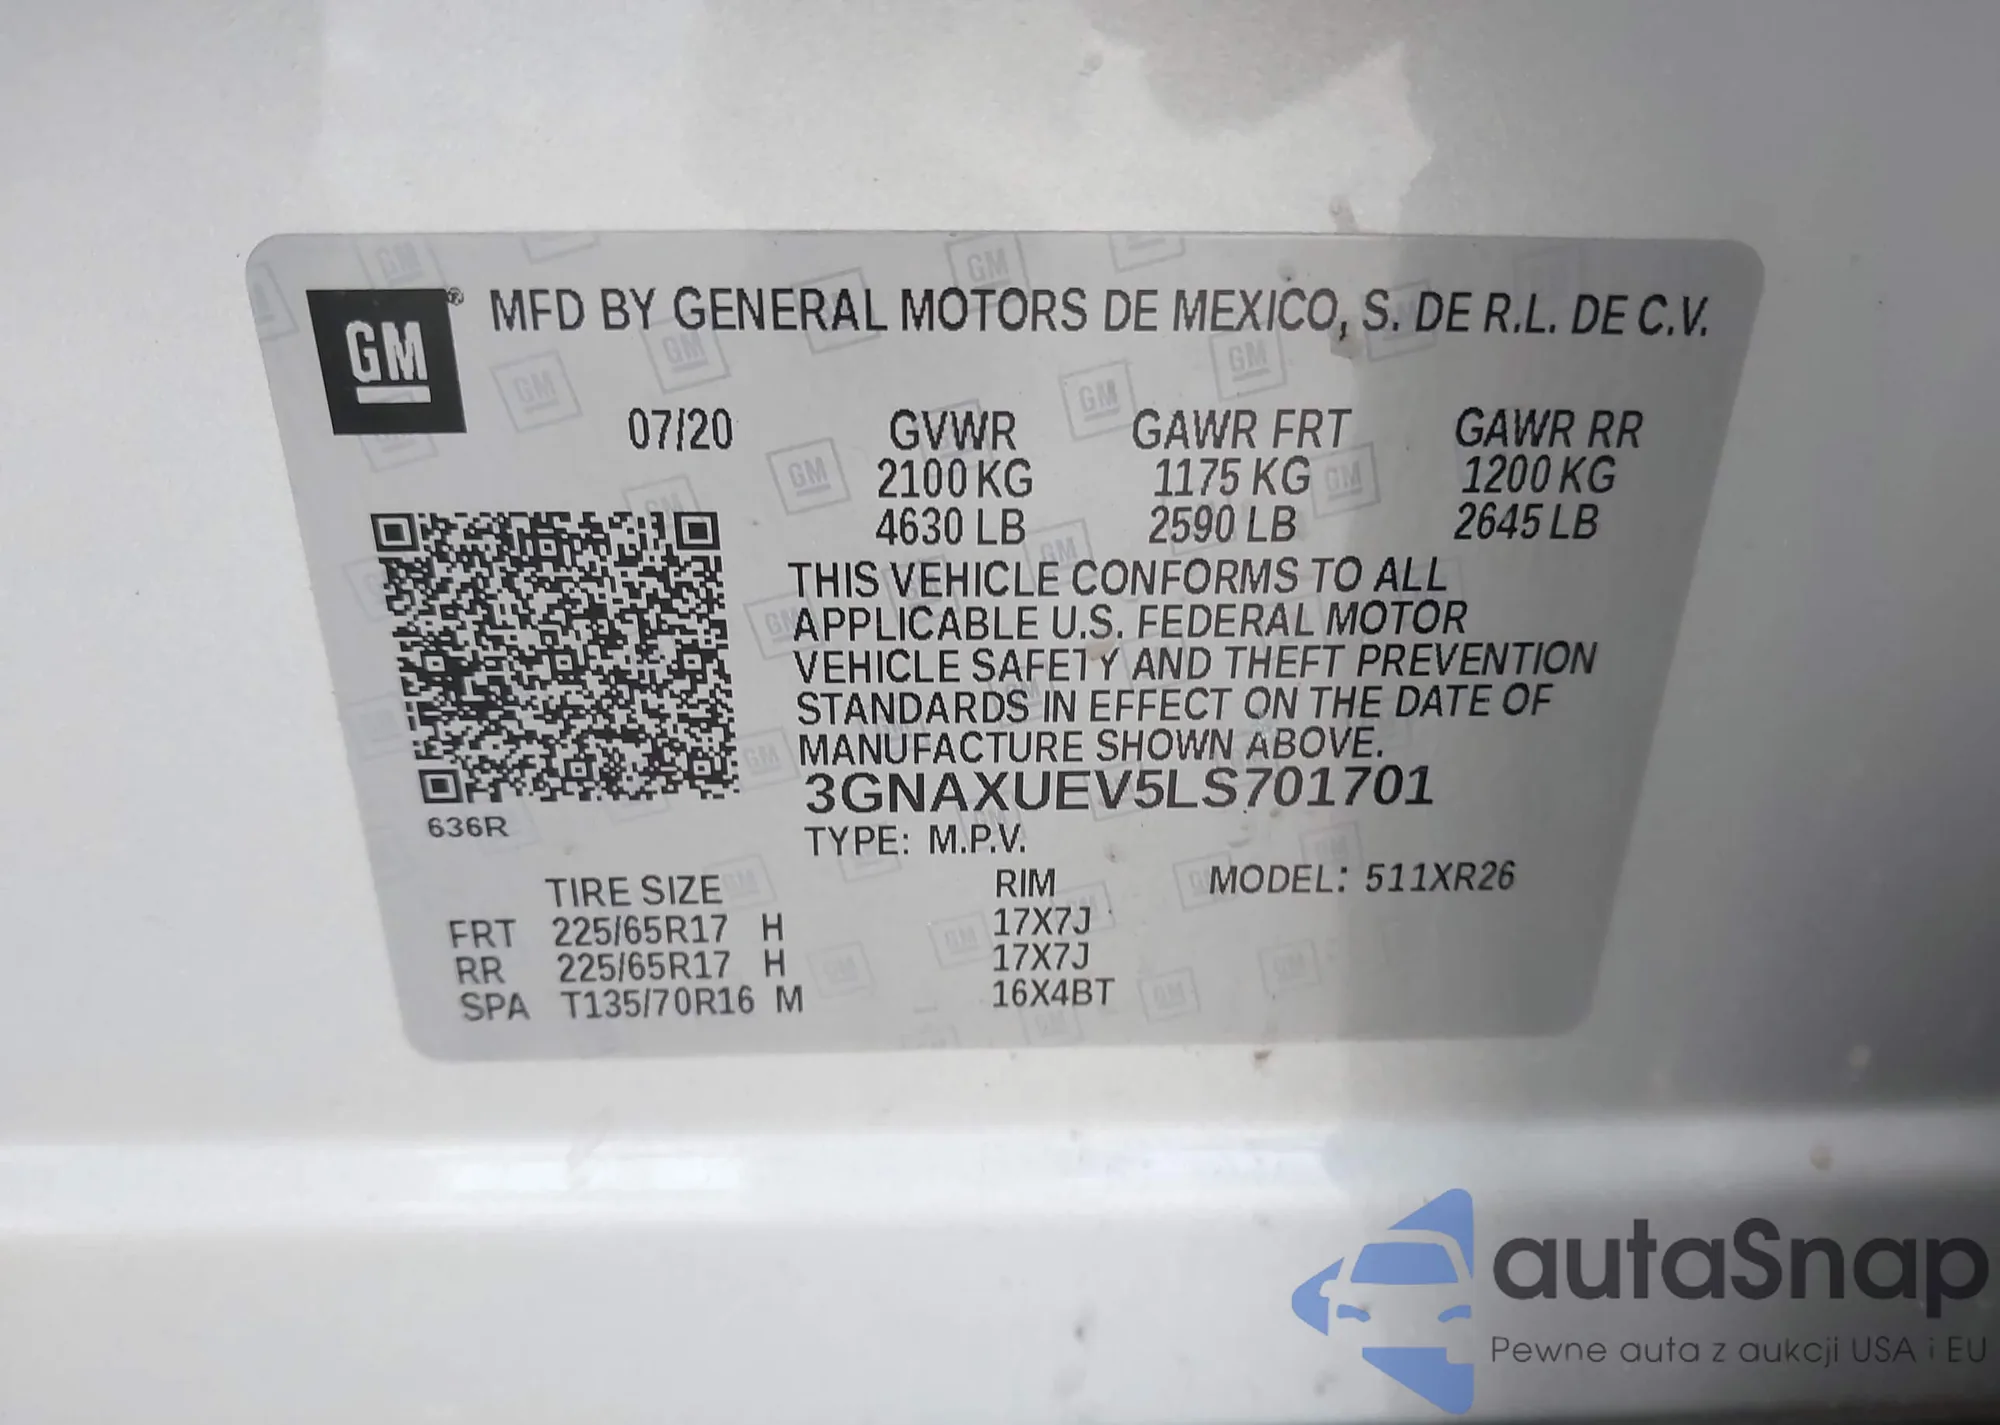 GM ® MFD BY GENERAL MOTORS DE MEXICO, S. DE R.L. DE C.V.
07/20 GVWR GAWR FRT GAWR RR
2100 KG 1175 KG 1200 KG
4630 LB 2590 LB 2645 LB
THIS VEHICLE CONFORMS TO ALL
APPLICABLE U.S. FEDERAL MOTOR
VEHICLE SAFETY AND THEFT PREVENTION
STANDARDS IN EFFECT ON THE DATE OF
MANUFACTURE SHOWN ABOVE.
3GNAXUEV5LS701701
636R
TYPE: M.P.V.
TIRE SIZE RIM MODEL: 511XR26
FRT 225/65R17 H 17X7J
RR 225/65R17 H 17X7J
SPA T135/70R16 M 16X4BT
autaSnap
Pewne auta z aukcji USA i EU